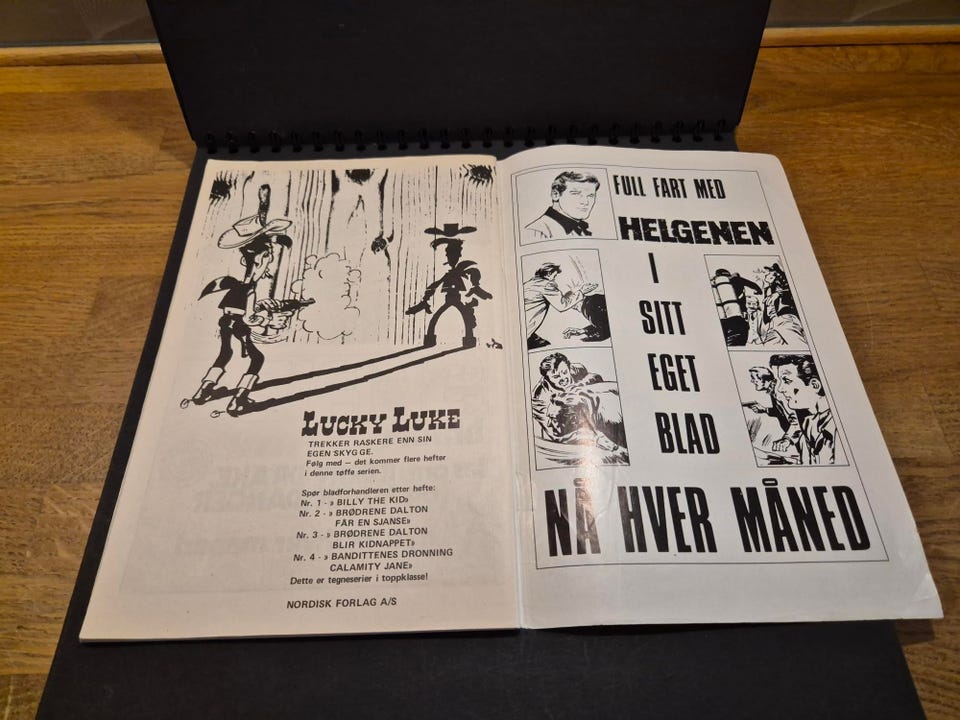 LUCKY LUKE
TREKKER RASKERE ENN SIN
EGEN SKYGGE.
Følg med — det kommer flere hefter
i denne tøffe serien.
Spør bladforhandleren etter hefte:
Nr. 1 - » BILLY THE KID»
Nr. 2 - » BRØDRENE DALTON
FÅR EN SJANSE»
Nr. 3 - » BRØDRENE DALTON
BLIR KIDNAPPET»
Nr. 4 - » BANDITTENES DRONNING
CALAMITY JANE»
Dette er tegneserier i toppklasse!
NORDISK FORLAG A/S
FULL FART MED
HELGENEN
I
SITT
EGET
BLAD
NÅ HVER MÅNED